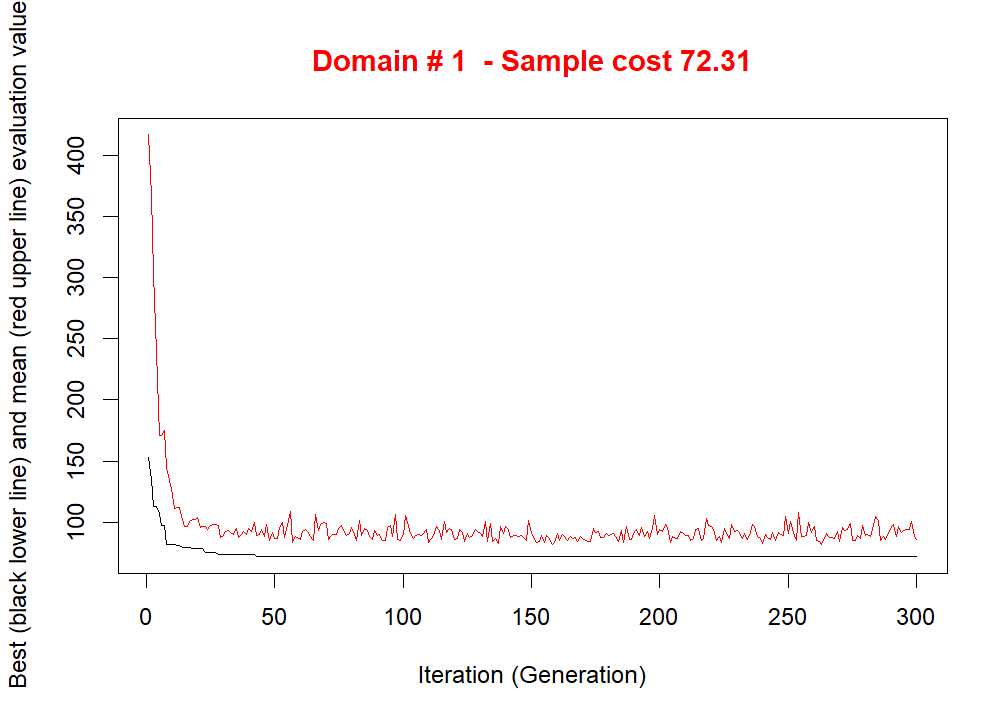 Domain # 1  - Sample cost 72.31
Best (black lower line) and mean (red upper line) evaluation value
400
350
300
250
200
150
100
0 50 100 150 200 250 300
Iteration (Generation)